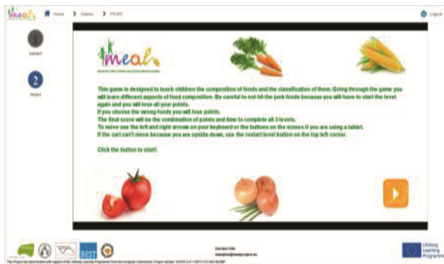 meals
Home > Games > POINT
Logout
1
2
POINT
meals
This game is designed to teach children the composition of foods and the classification of them. Going through the game you
will learn different aspects of food composition. Be careful to not hit the junk foods because you will have to start the level
again and you will lose all your points.
If you choose the wrong foods you will lose points.
The final score will be the combination of points and time to complete all 3 levels.
To move use the left and right arrows on your keyboard or the buttons on the screen if you are using a tablet.
If the cart can't move because you are upside down, use the restart level button on the top left corner.
Click the button to start!
BEST
Contact info:
Lifelong
Learning
Programme